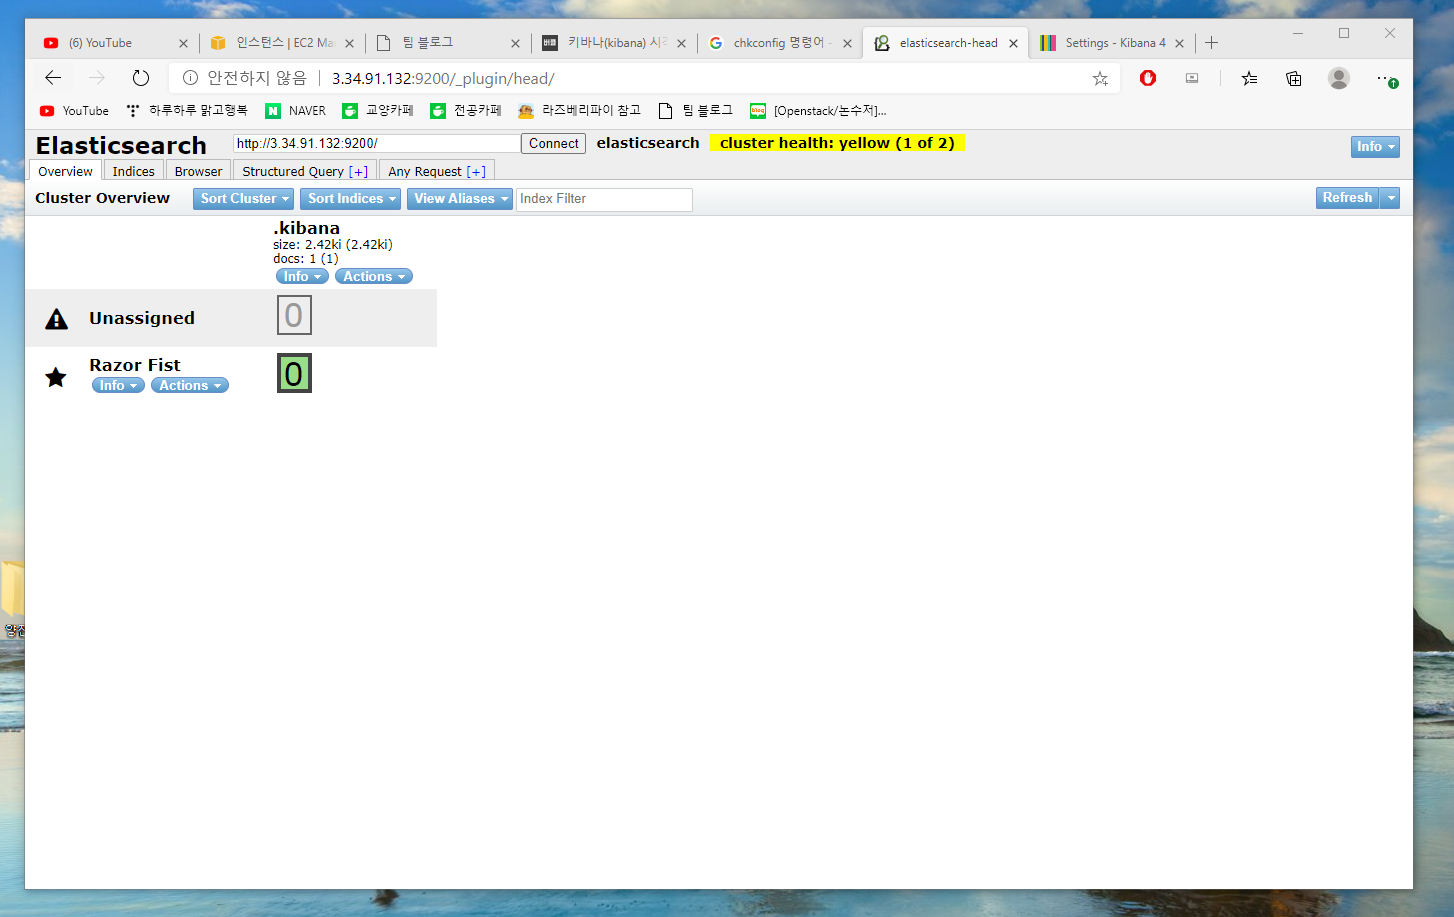 (6) YouTube
인스턴스 | EC2 Ma
팀 블로그
키바나(kibana) 시
chkconfig 명령어 -
elasticsearch-head
Settings - Kibana 4
안전하지 않음
3.34.91.132:9200/_plugin/head/
YouTube
하루하루 맑고행복
NAVER
교양카페
전공카페
라즈베리파이 참고
팀 블로그
blog
[Openstack/논수저]...
Elasticsearch
http://3.34.91.132:9200/
Connect
elasticsearch
cluster health: yellow (1 of 2)
Info
Overview
Indices
Browser
Structured Query [+]
Any Request [+]
Cluster Overview
Sort Cluster
Sort Indices
View Aliases
Index Filter
Refresh
.kibana
size: 2.42ki (2.42ki)
docs: 1 (1)
Info
Actions
Unassigned
0
Razor Fist
0
Info
Actions